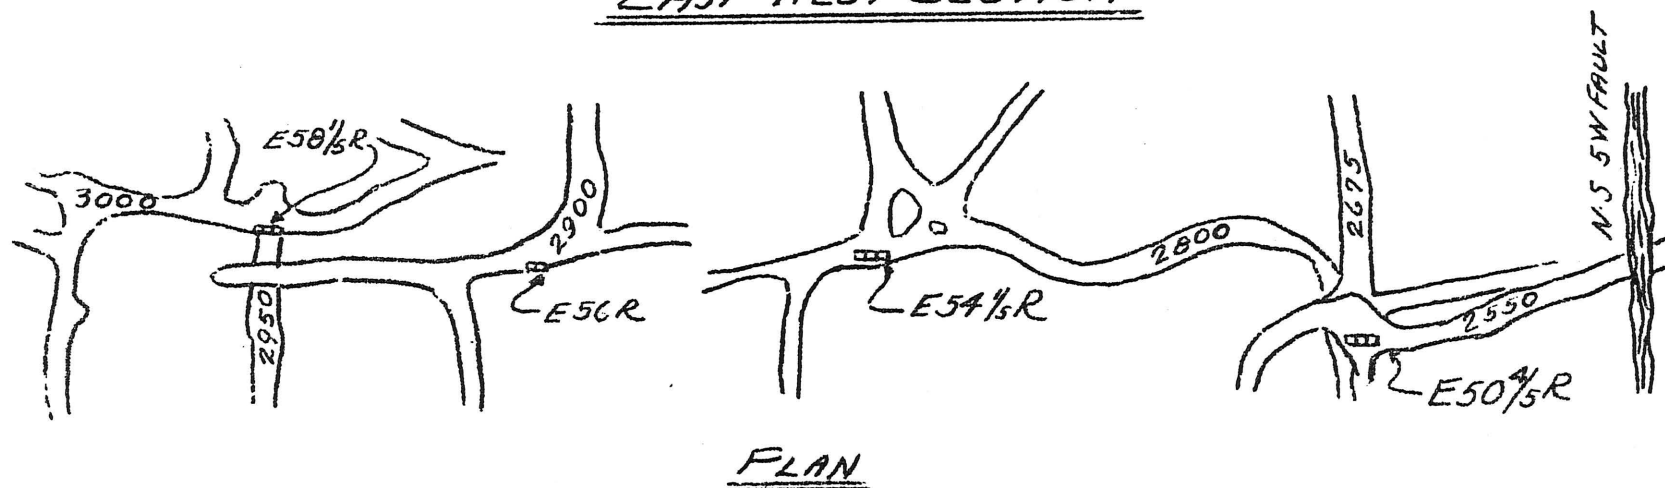 EAST-WEST SECTION
N-S 5W FAULT
E58 1/5 R
3000
2900
2675
2800
2950
E56R
E54 1/5 R
2550
E50 4/5 R
PLAN